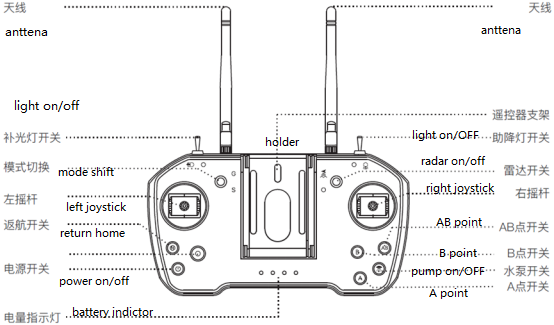 天线
天线
anttena
anttena
light on/off
遥控器支架
补光灯开关
holder
light on/OFF
助降灯开关
模式切换
mode shift
G
S
radar on/off
雷达开关
左摇杆
left joystick
right joystick
右摇杆
返航开关
return home
AB point
AB点开关
B
AB
B point
B点开关
电源开关
power on/off
pump on/OFF
水泵开关
A
A point
A点开关
电量指示灯
battery indictor